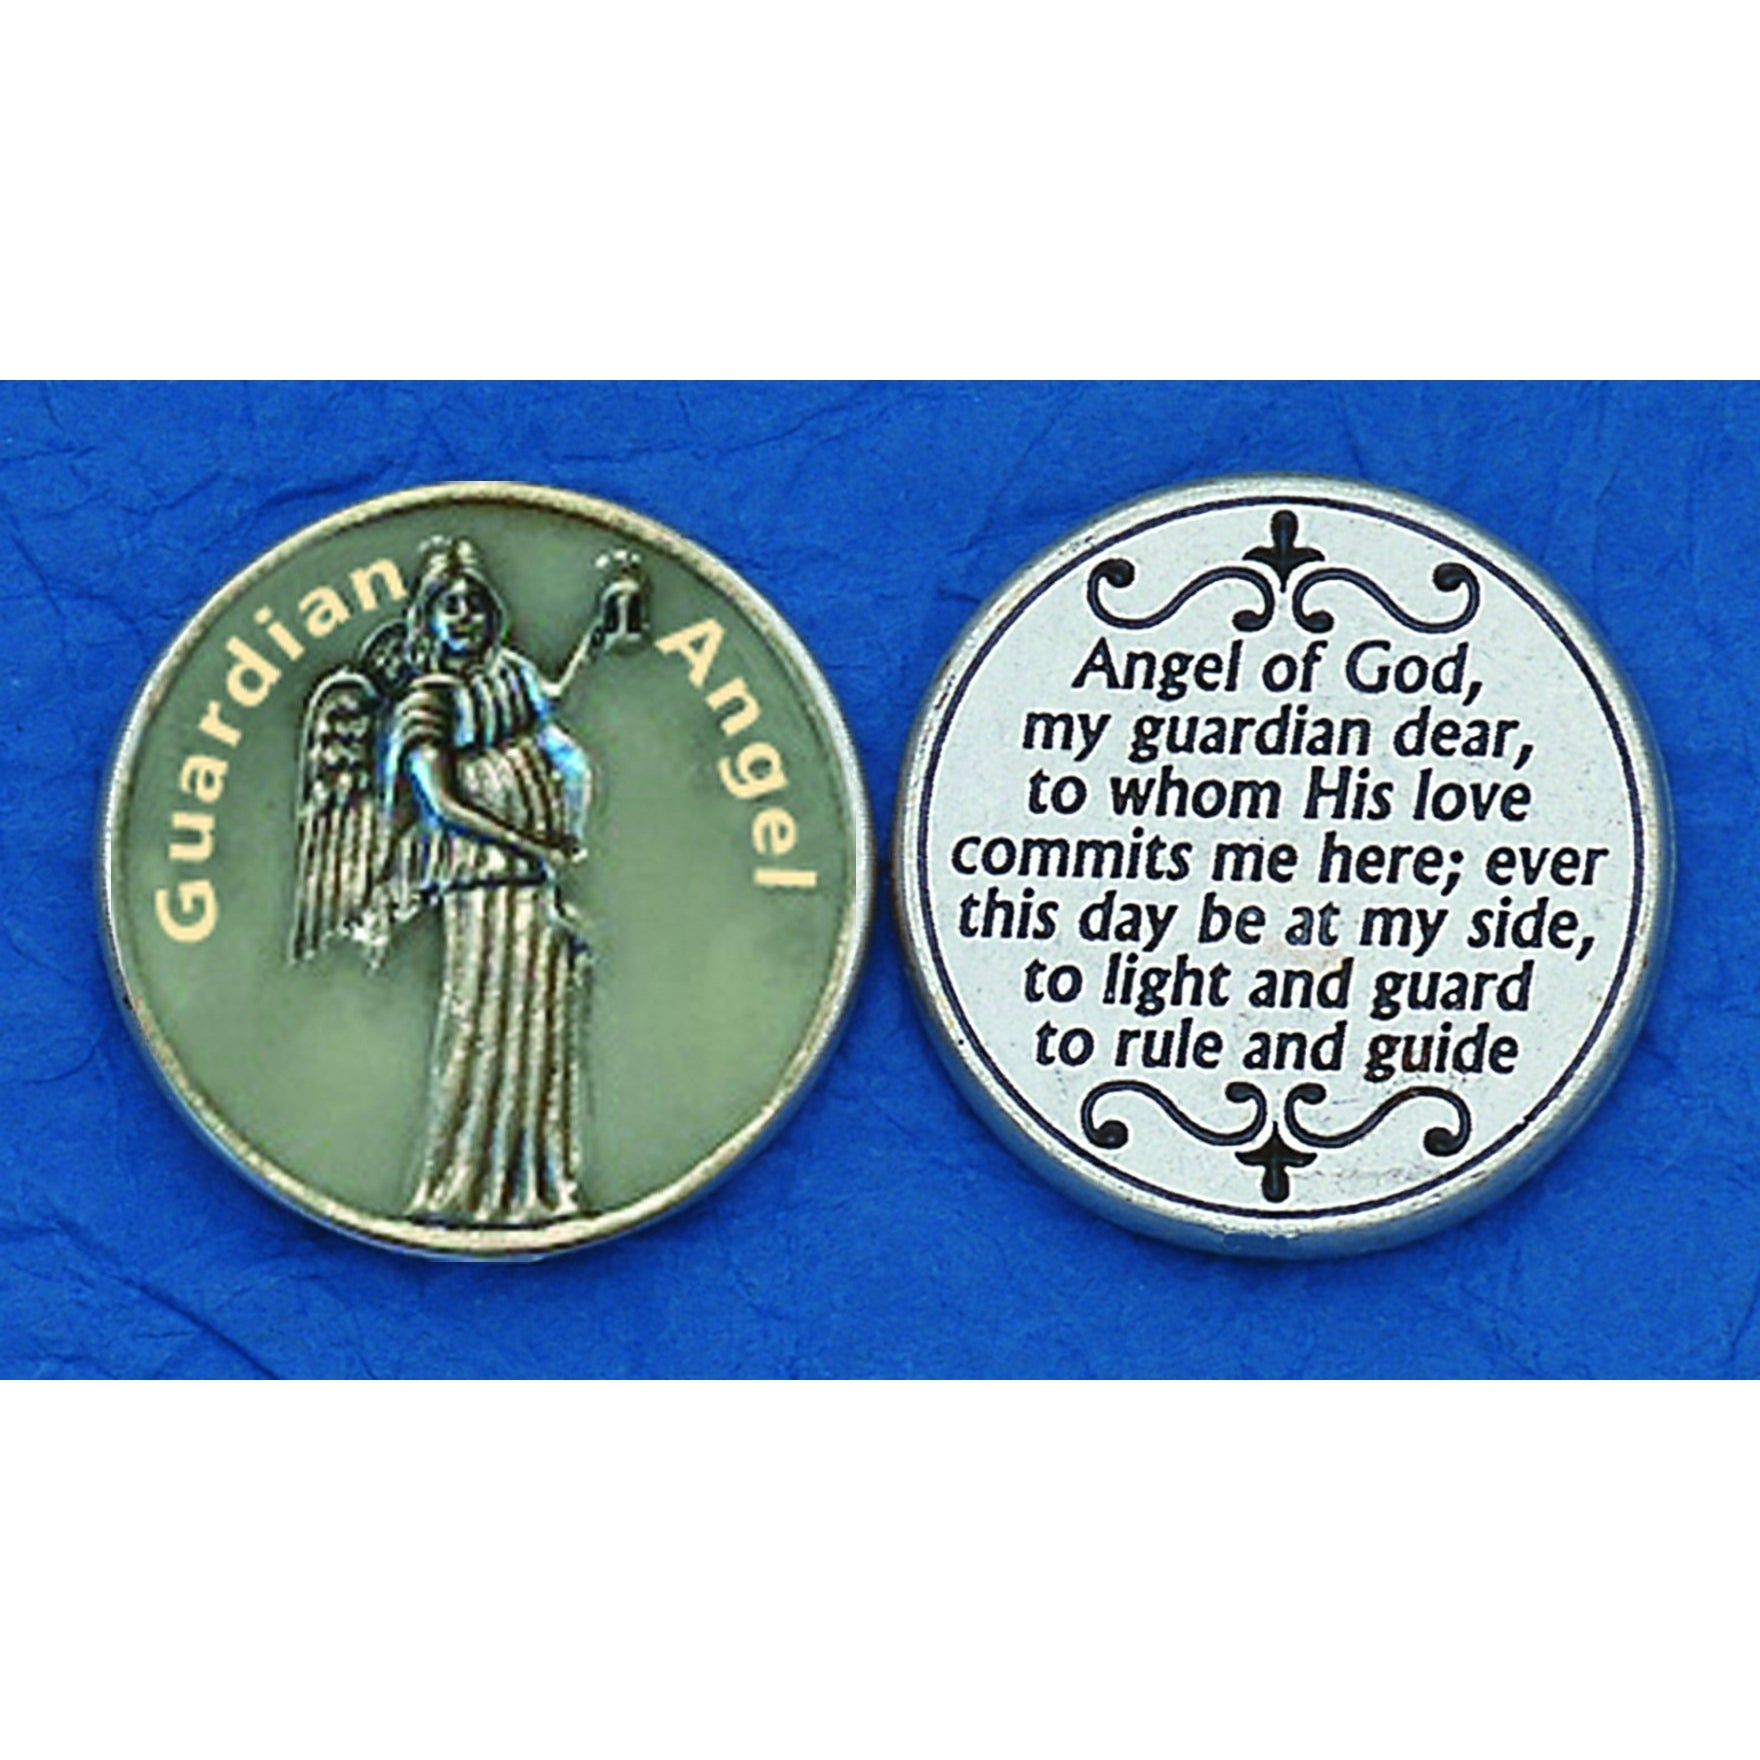 Guardian Angel
Angel of God,
my guardian dear,
to whom His love
commits me here; ever
this day be at my side,
to light and guard
to rule and guide